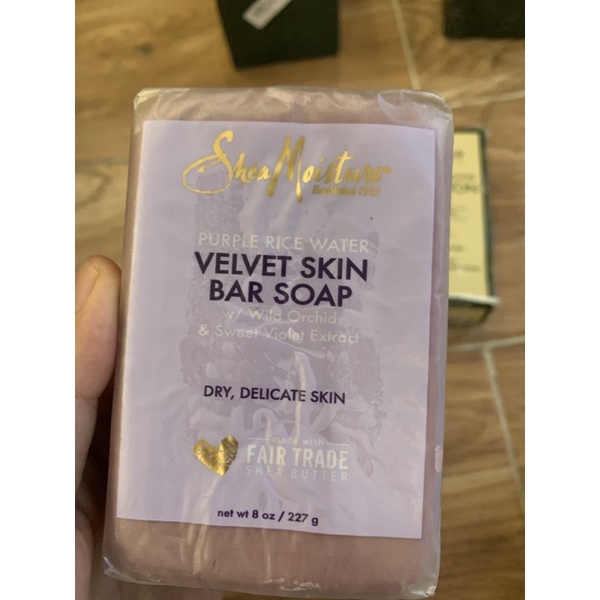 SheaMoisture
Established 1912
PURPLE RICE WATER
VELVET SKIN
BAR SOAP
w/ Wild Orchid
& Sweet Violet Extract
DRY, DELICATE SKIN
made with
FAIR TRADE
SHEA BUTTER
net wt 8 oz / 227 g